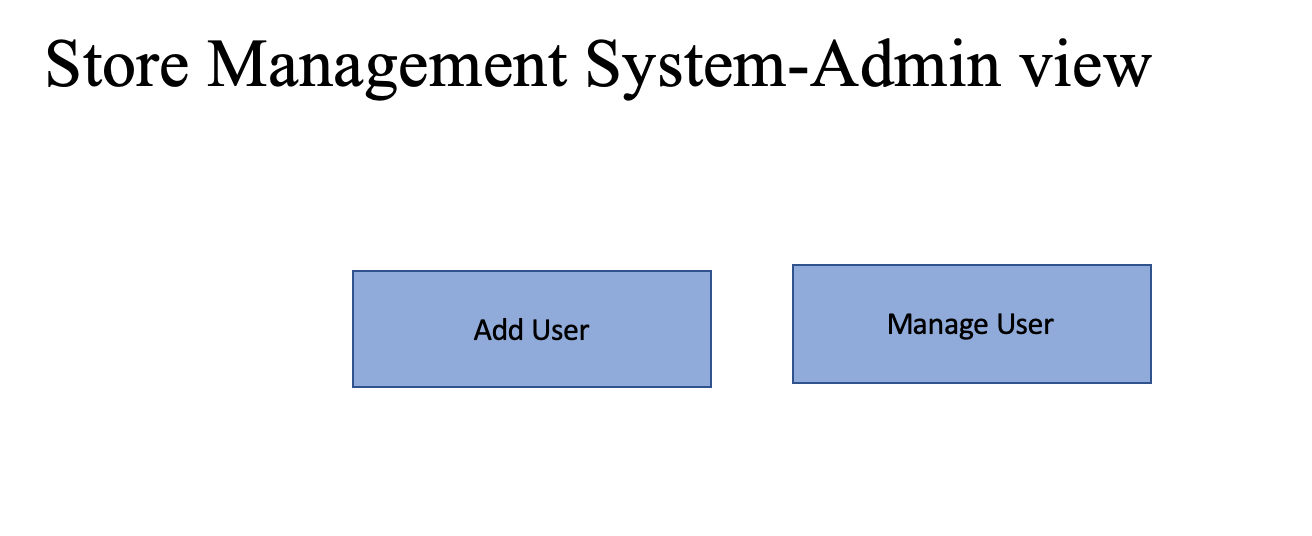 Store Management System-Admin view
Add User
Manage User